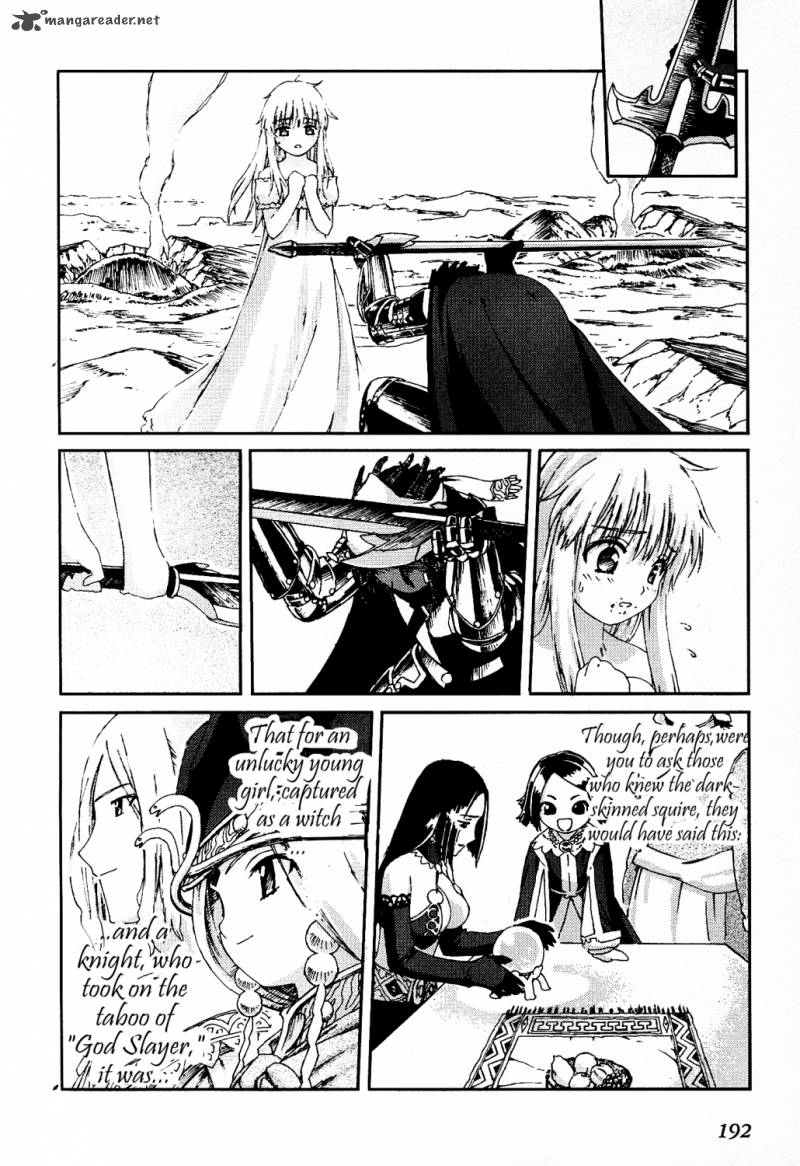 mangareader.net
Though, perhaps, were
you to ask those
who knew the dark-
skinned squire, they
would have said this:
That for an
unlucky young
girl, captured
as a witch
...
...and a
knight, who
took on the
taboo of
"God Slayer,"
it was...
192